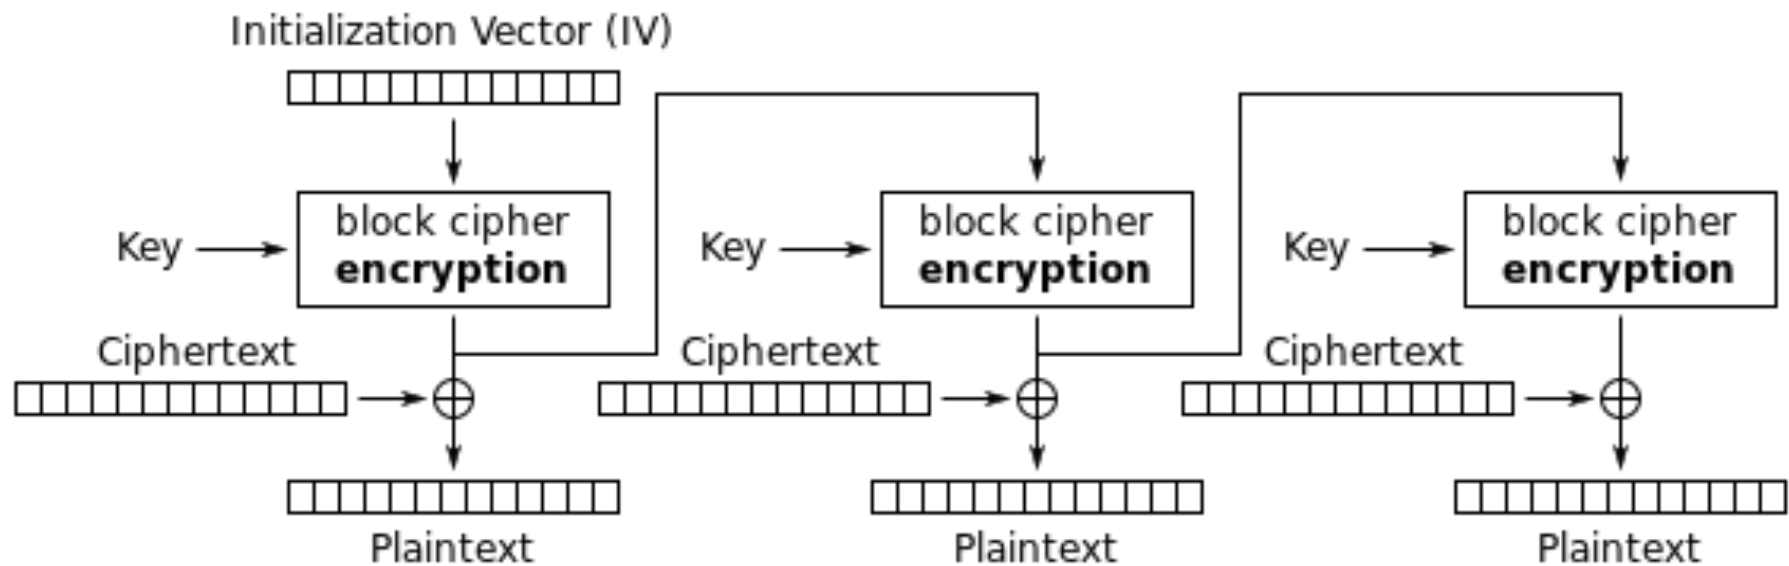 Initialization Vector (IV)
Key
block cipher
encryption
Key
block cipher
encryption
Key
block cipher
encryption
Ciphertext
Ciphertext
Ciphertext
Plaintext
Plaintext
Plaintext